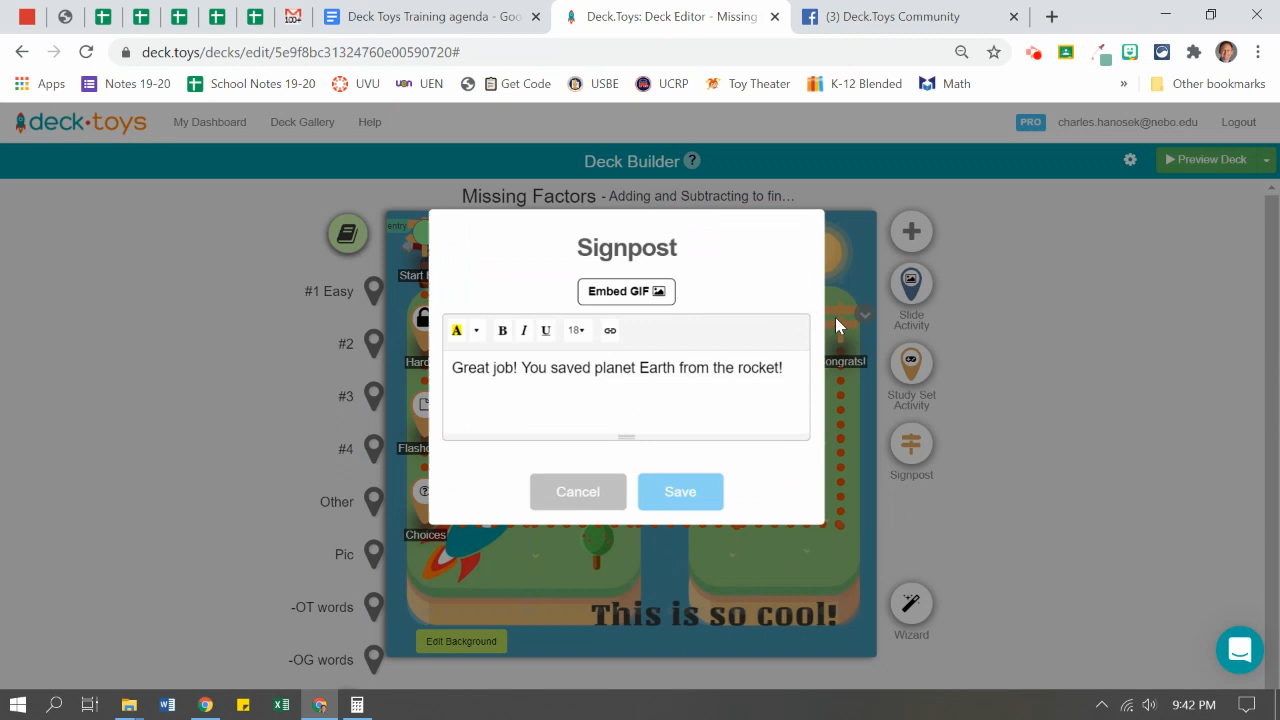 Deck Toys Training agenda - Goo
Deck.Toys: Deck Editor - Missing
(3) Deck.Toys Community
100+
deck.toys/decks/edit/5e9f8bc31324760e00590720#
Apps
Notes 19-20
School Notes 19-20
UVU
uen
UEN
Get Code
USBE
UCRP
Toy Theater
K-12 Blended
Math
»
Other bookmarks
deck•toys
My Dashboard
Deck Gallery
Help
PRO
charles.hanosek@nebo.edu
Logout
Deck Builder ?
Preview Deck
Missing Factors - Adding and Subtracting to fin…
entry
Start
Signpost
Embed GIF
A
B I U 18
Great job! You saved planet Earth from the rocket!
Cancel
Save
#1 Easy
#2
#3
#4
Other
Pic
-OT words
-OG words
Hard
Flashc
Choices
ongrats!
This is so cool!
Edit Background
Slide
Activity
Study Set
Activity
Signpost
Wizard
9:42 PM